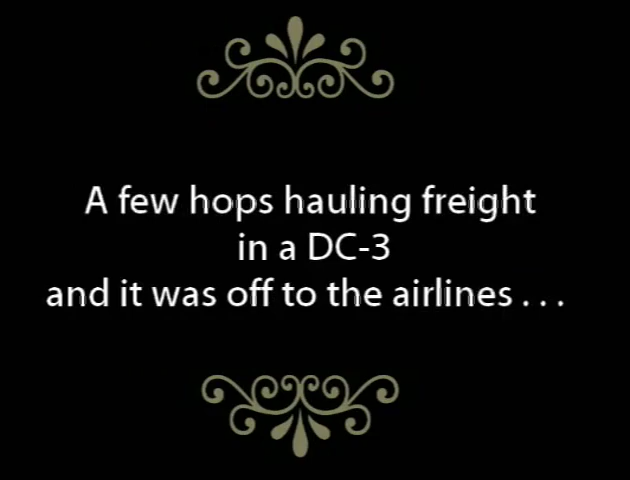 A few hops hauling freight
in a DC-3
and it was off to the airlines . . .